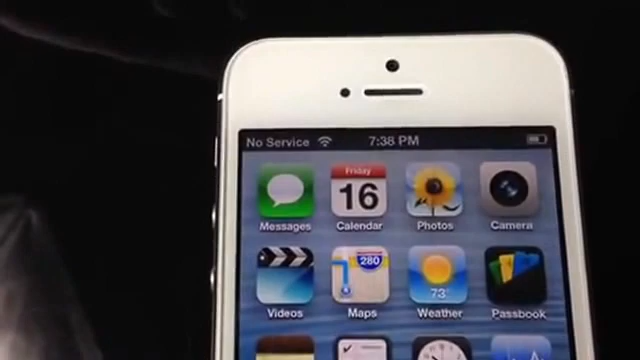 No Service 7:38 PM
Friday
16
Messages Calendar Photos Camera
280
73°
Videos Maps Weather Passbook